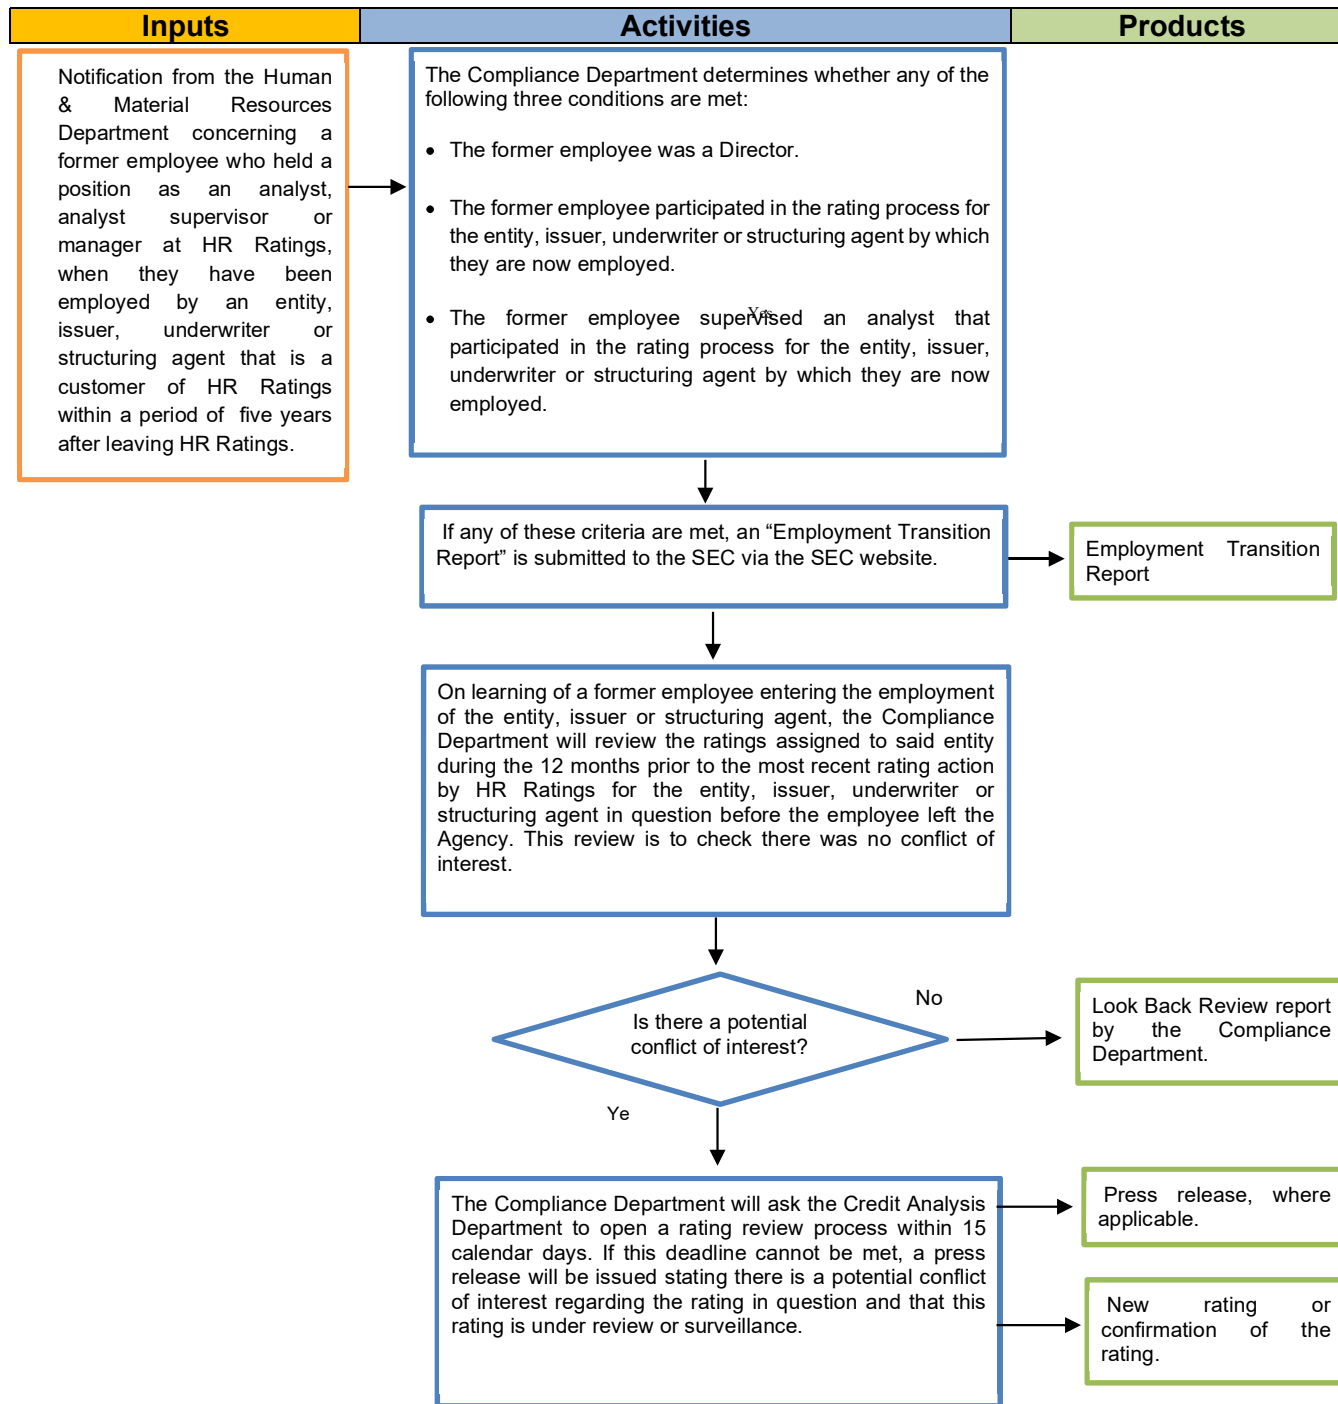 Inputs
Activities
Products
Notification from the Human
& Material Resources
Department concerning a
former employee who held a
position as an analyst,
analyst supervisor or
manager at HR Ratings,
when they have been
employed by an entity,
issuer, underwriter or
structuring agent that is a
customer of HR Ratings
within a period of five years
after leaving HR Ratings.
The Compliance Department determines whether any of the
following three conditions are met:
• The former employee was a Director.
• The former employee participated in the rating process for
the entity, issuer, underwriter or structuring agent by which
they are now employed.
Yes
• The former employee supervised an analyst that
participated in the rating process for the entity, issuer,
underwriter or structuring agent by which they are now
employed.
If any of these criteria are met, an “Employment Transition
Report” is submitted to the SEC via the SEC website.
Employment Transition
Report
On learning of a former employee entering the employment
of the entity, issuer or structuring agent, the Compliance
Department will review the ratings assigned to said entity
during the 12 months prior to the most recent rating action
by HR Ratings for the entity, issuer, underwriter or
structuring agent in question before the employee left the
Agency. This review is to check there was no conflict of
interest.
Is there a potential
conflict of interest?
No
Look Back Review report
by the Compliance
Department.
Ye
The Compliance Department will ask the Credit Analysis
Department to open a rating review process within 15
calendar days. If this deadline cannot be met, a press
release will be issued stating there is a potential conflict
of interest regarding the rating in question and that this
rating is under review or surveillance.
Press release, where
applicable.
New rating or
confirmation of the
rating.